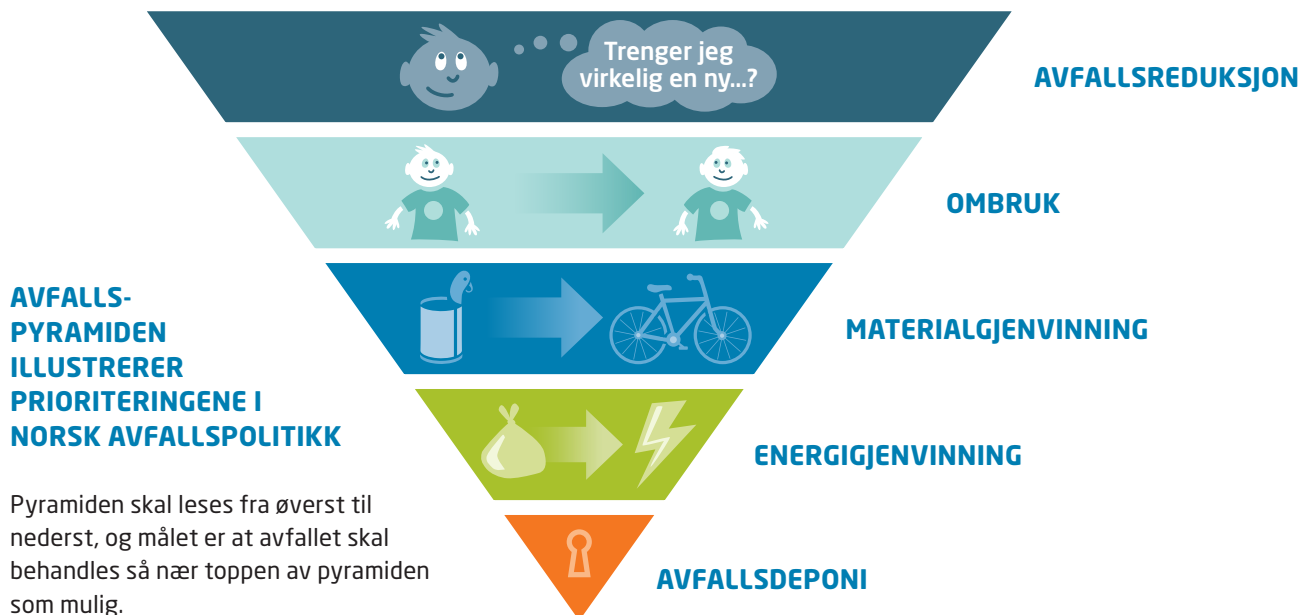 Trenger jeg
virkelig en ny...?
AVFALLSREDUKSJON
OMBRUK
MATERIALGJENVINNING
ENERGIGJENVINNING
AVFALLSDEPONI
AVFALLS-
PYRAMIDEN
ILLUSTRERER
PRIORITERINGENE I
NORSK AVFALLSPOLITIKK
Pyramiden skal leses fra øverst til
nederst, og målet er at avfallet skal
behandles så nær toppen av pyramiden
som mulig.